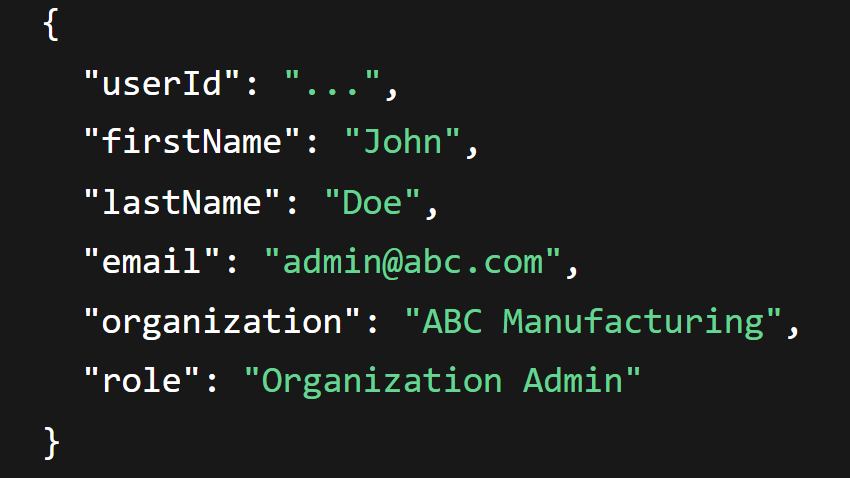 {
"userId": "...",
"firstName": "John",
"lastName": "Doe",
"email": "admin@abc.com",
"organization": "ABC Manufacturing",
"role": "Organization Admin"
}